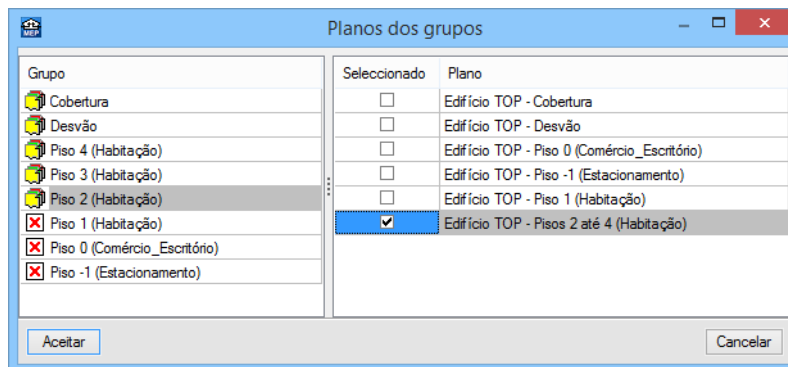 MEP
Planos dos grupos
Grupo
Cobertura
Desvão
Piso 4 (Habitação)
Piso 3 (Habitação)
Piso 2 (Habitação)
Piso 1 (Habitação)
Piso 0 (Comércio_Escritório)
Piso -1 (Estacionamento)
Seleccionado Plano
Edifício TOP - Cobertura
Edifício TOP - Desvão
Edifício TOP - Piso 0 (Comércio_Escritório)
Edifício TOP - Piso -1 (Estacionamento)
Edifício TOP - Piso 1 (Habitação)
Edifício TOP - Pisos 2 até 4 (Habitação)
Aceitar
Cancelar